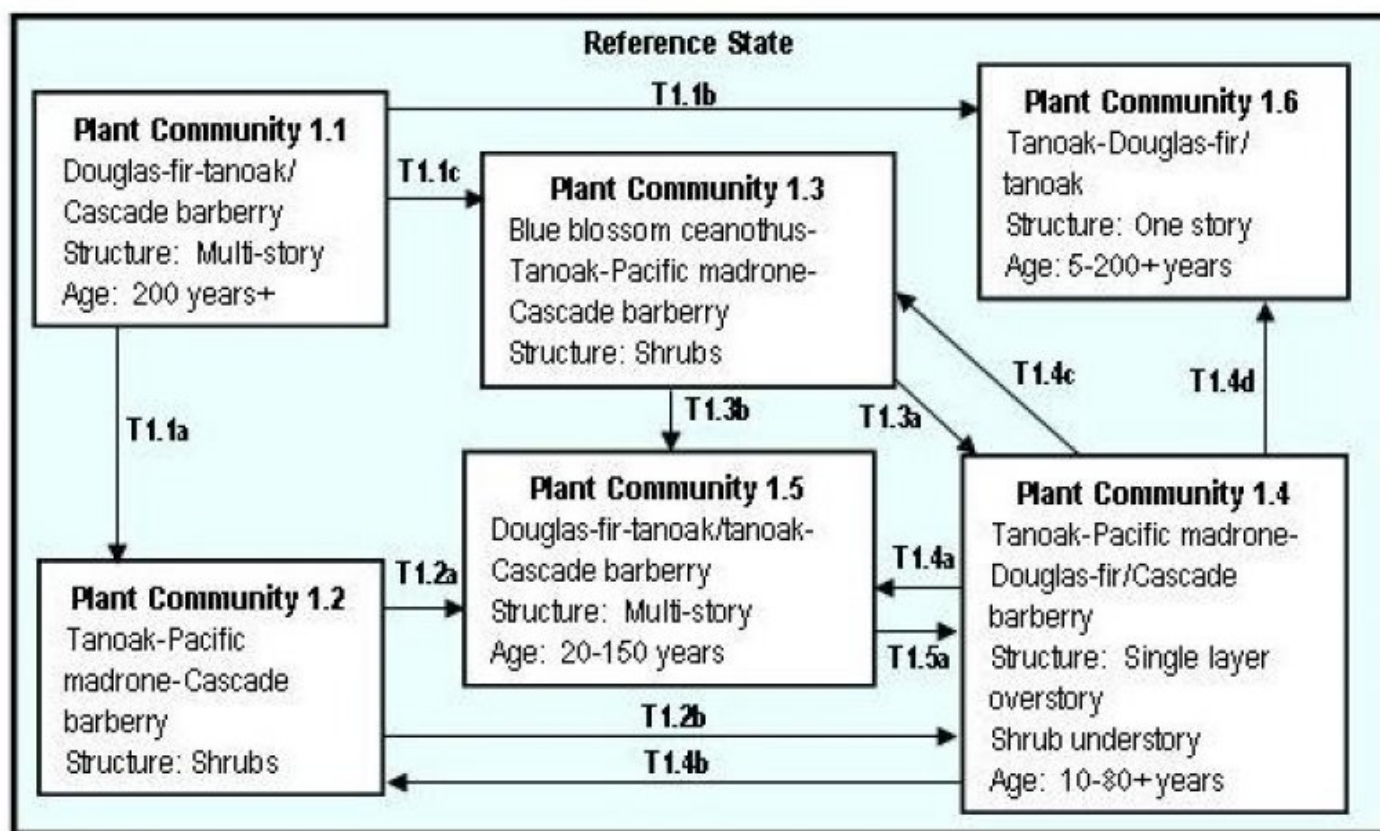 Reference State
T1.1b
Plant Community 1.1
Douglas-fir-tanoak/
Cascade barberry
Structure: Multi-story
Age: 200 years+
T1.1c
Plant Community 1.3
Blue blossom ceanothus-
Tanoak-Pacific madrone-
Cascade barberry
Structure: Shrubs
Plant Community 1.6
Tanoak-Douglas-fir/
tanoak
Structure: One story
Age: 5-200+ years
T1.1a
T1.3b
T1.3a
T1.4c
T1.4d
Plant Community 1.2
Tanoak-Pacific
madrone-Cascade
barberry
Structure: Shrubs
T1.2a
Plant Community 1.5
Douglas-fir-tanoak/tanoak-
Cascade barberry
Structure: Multi-story
Age: 20-150 years
T1.4a
T1.5a
Plant Community 1.4
Tanoak-Pacific madrone-
Douglas-fir/Cascade
barberry
Structure: Single layer
overstory
Shrub understory
Age: 10-80+ years
T1.2b
T1.4b